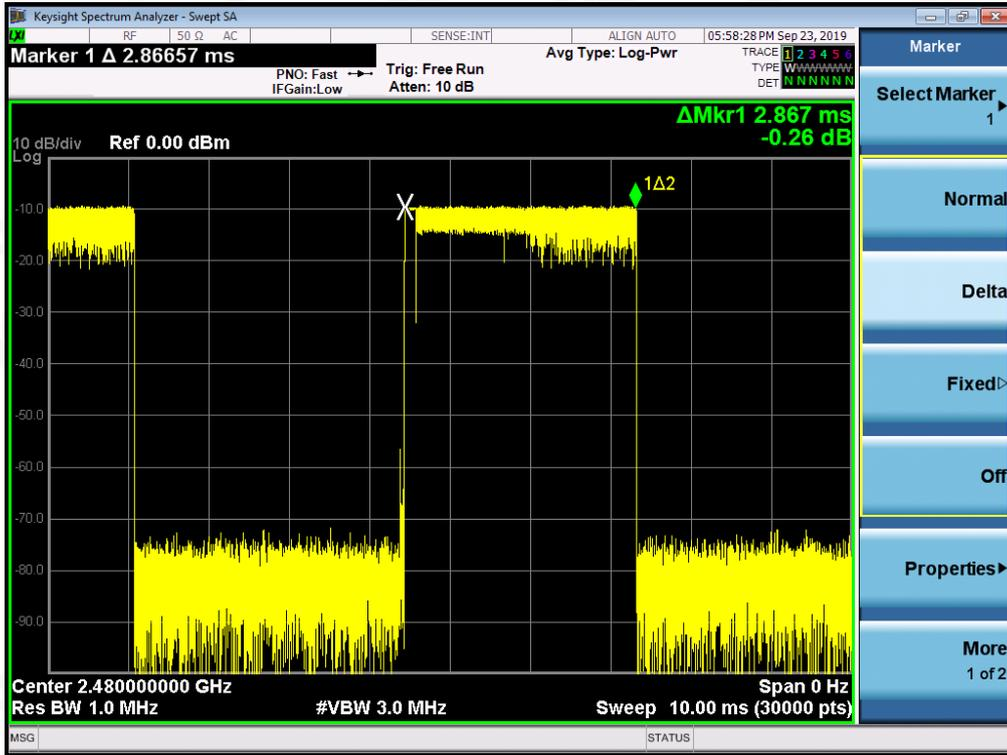 Keysight Spectrum Analyzer - Swept SA
LXI
RF 50 Ω AC SENSE:INT ALIGN AUTO 05:58:28 PM Sep 23, 2019
Marker 1 Δ 2.86657 ms
PNO: Fast
IFGain:Low
Trig: Free Run
Atten: 10 dB
Avg Type: Log-Pwr
TRACE 1 2 3 4 5 6
TYPE WWWWWW
DET N N N N N N
ΔMkr1 2.867 ms
-0.26 dB
10 dB/div Ref 0.00 dBm
Log
1Δ2
-10.0
-20.0
-30.0
-40.0
-50.0
-60.0
-70.0
-80.0
-90.0
Center 2.480000000 GHz Span 0 Hz
Res BW 1.0 MHz #VBW 3.0 MHz Sweep 10.00 ms (30000 pts)
MSG STATUS
Marker
Select Marker
1
Normal
Delta
Fixed
Off
Properties
More
1 of 2